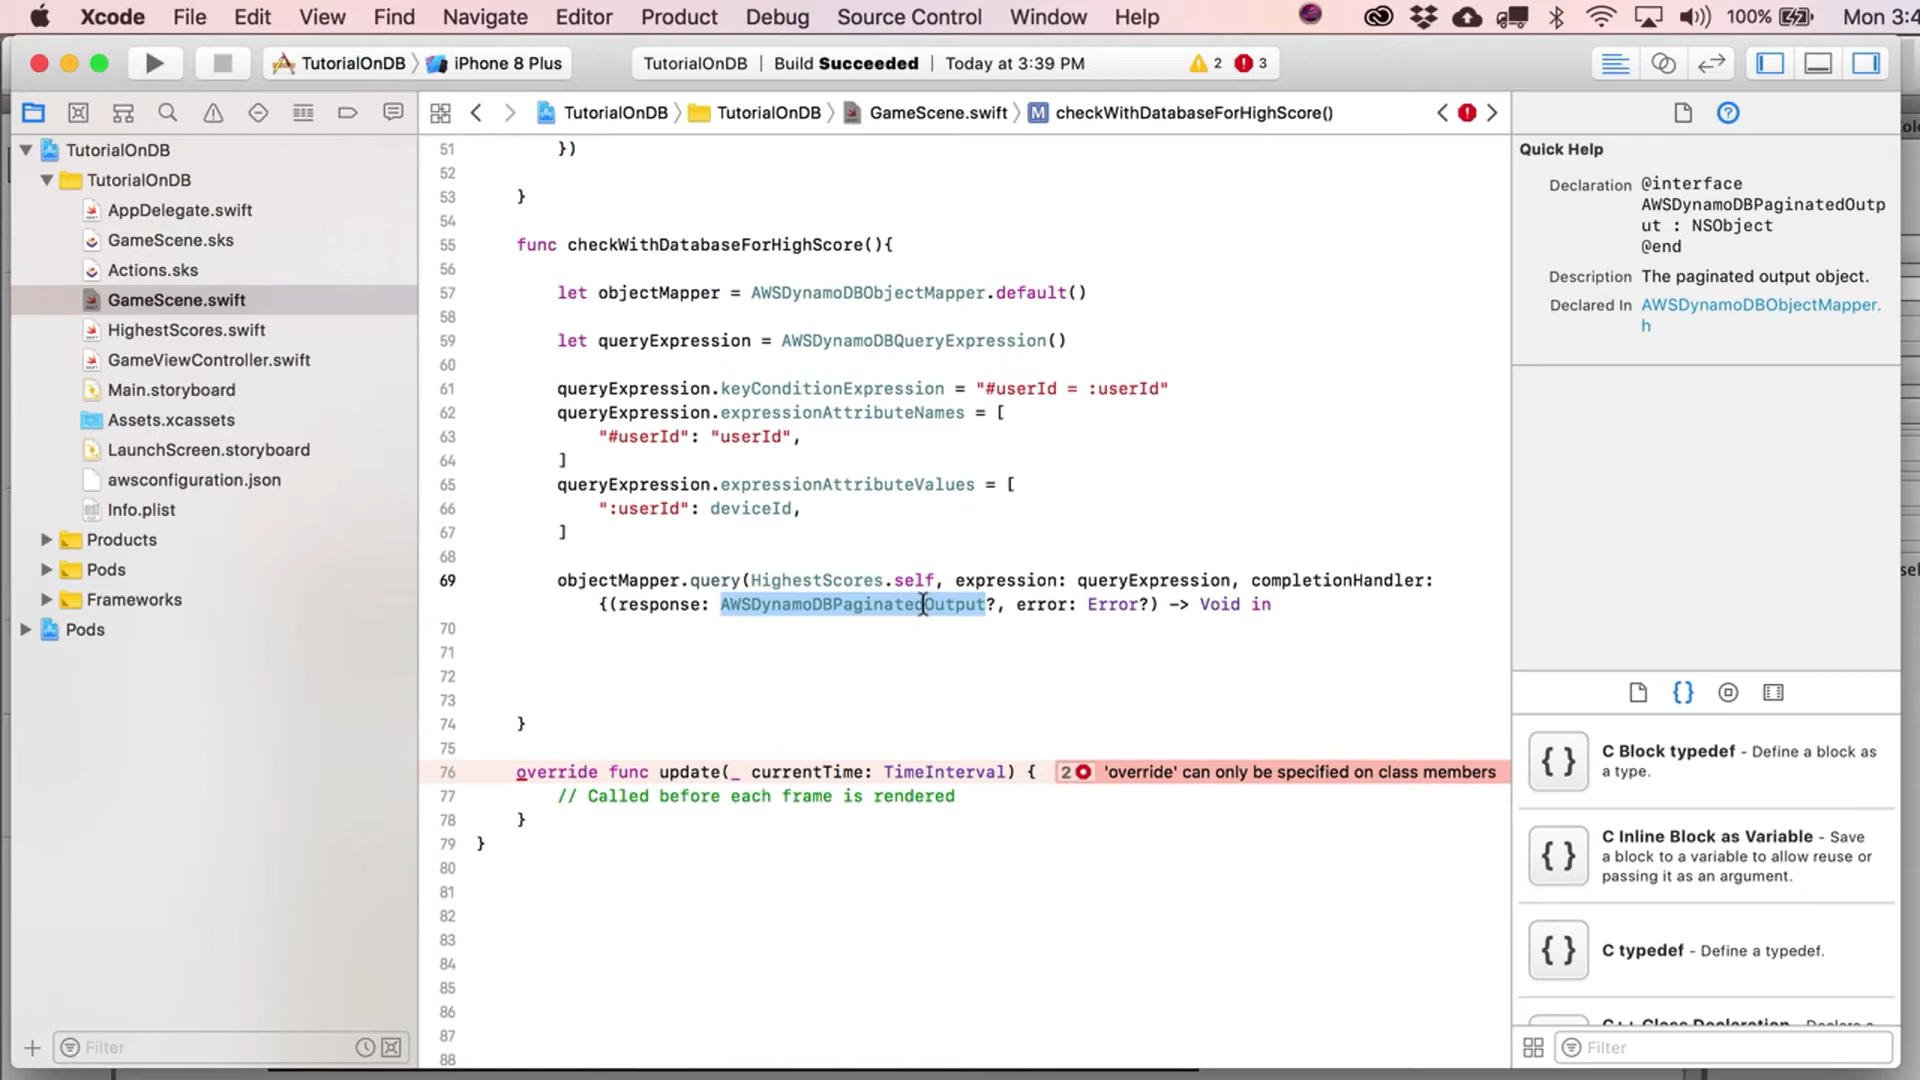 Xcode File Edit View Find Navigate Editor Product Debug Source Control Window Help 100% Mon 3:4
TutorialOnDB iPhone 8 Plus TutorialOnDB | Build Succeeded | Today at 3:39 PM 2 3
TutorialOnDB TutorialOnDB GameScene.swift M checkWithDatabaseForHighScore()
TutorialOnDB
TutorialOnDB
AppDelegate.swift
GameScene.sks
Actions.sks
GameScene.swift
HighestScores.swift
GameViewController.swift
Main.storyboard
Assets.xcassets
LaunchScreen.storyboard
awsconfiguration.json
Info.plist
Products
Pods
Frameworks
Pods
Filter
51 })
52
53 }
54
55 func checkWithDatabaseForHighScore(){
56
57 let objectMapper = AWSDynamoDBObjectMapper.default()
58
59 let queryExpression = AWSDynamoDBQueryExpression()
60
61 queryExpression.keyConditionExpression = "#userId = :userId"
62 queryExpression.expressionAttributeNames = [
63 "#userId": "userId",
64 ]
65 queryExpression.expressionAttributeValues = [
66 ":userId": deviceId,
67 ]
68
69 objectMapper.query(HighestScores.self, expression: queryExpression, completionHandler:
{(response: AWSDynamoDBPaginatedOutput?, error: Error?) -> Void in
70
71
72
73
74 }
75
76 override func update(_ currentTime: TimeInterval) { 2 'override' can only be specified on class members
77 // Called before each frame is rendered
78 }
79 }
80
81
82
83
84
85
86
87
88
Quick Help
Declaration @interface
AWSDynamoDBPaginatedOutp
ut : NSObject
@end
Description The paginated output object.
Declared In AWSDynamoDBObjectMapper.
h
{ } C Block typedef - Define a block as
a type.
{ } C Inline Block as Variable - Save
a block to a variable to allow reuse or
passing it as an argument.
{ } C typedef - Define a typedef.
Filter